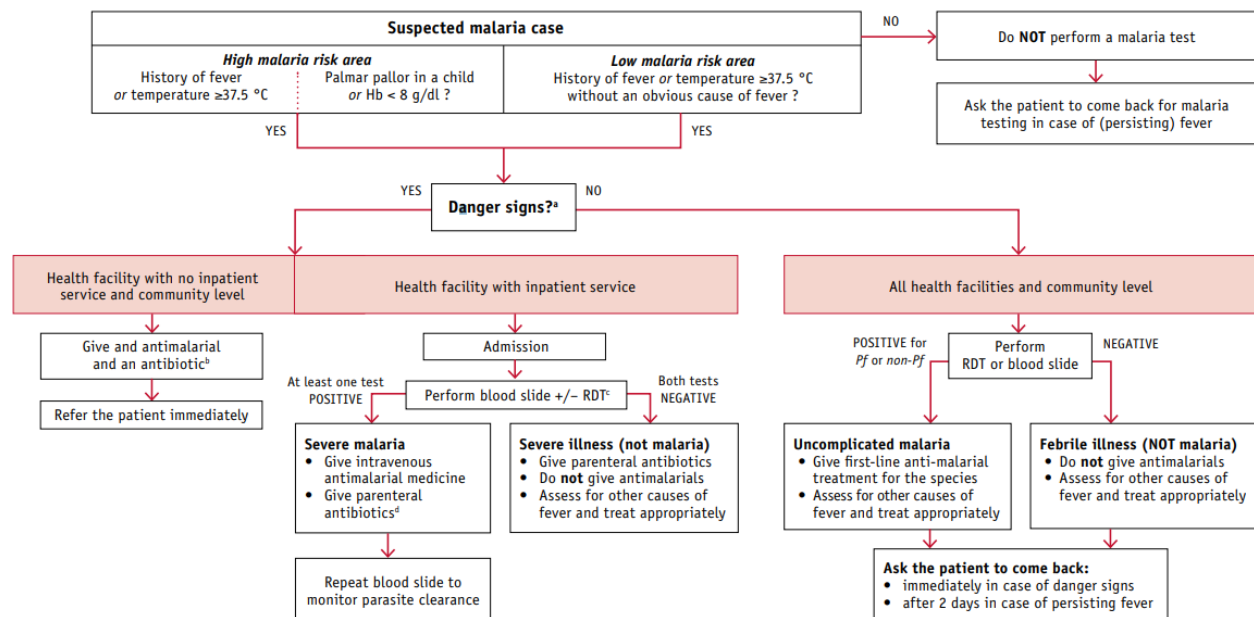 Suspected malaria case
High malaria risk area
History of fever
or temperature ≥37.5 °C
Palmar pallor in a child
or Hb < 8 g/dl ?
Low malaria risk area
History of fever or temperature ≥37.5 °C
without an obvious cause of fever ?
NO
Do NOT perform a malaria test
Ask the patient to come back for malaria
testing in case of (persisting) fever
YES
YES
YES
Danger signs?ᵃ
NO
Health facility with no inpatient
service and community level
Health facility with inpatient service
All health facilities and community level
Give and antimalarial
and an antibioticᵇ
Refer the patient immediately
Admission
At least one test
POSITIVE
Perform blood slide +/– RDTᶜ
Both tests
NEGATIVE
Severe malaria
• Give intravenous
antimalarial medicine
• Give parenteral
antibioticsᵈ
Severe illness (not malaria)
• Give parenteral antibiotics
• Do not give antimalarials
• Assess for other causes of
fever and treat appropriately
Repeat blood slide to
monitor parasite clearance
POSITIVE for
Pf or non-Pf
Perform
RDT or blood slide
NEGATIVE
Uncomplicated malaria
• Give first-line anti-malarial
treatment for the species
• Assess for other causes of
fever and treat appropriately
Febrile illness (NOT malaria)
• Do not give antimalarials
• Assess for other causes of
fever and treat appropriately
Ask the patient to come back:
• immediately in case of danger signs
• after 2 days in case of persisting fever